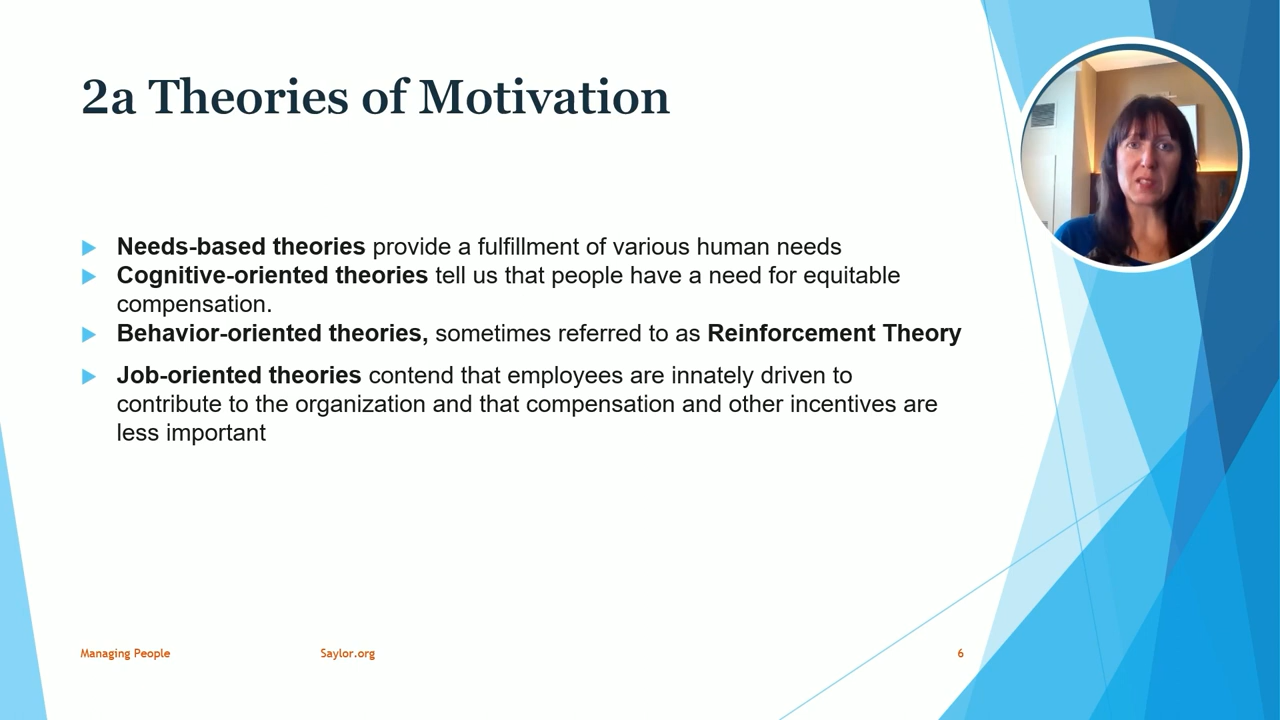 2a Theories of Motivation
Needs-based theories provide a fulfillment of various human needs
Cognitive-oriented theories tell us that people have a need for equitable
compensation.
Behavior-oriented theories, sometimes referred to as Reinforcement Theory
Job-oriented theories contend that employees are innately driven to
contribute to the organization and that compensation and other incentives are
less important
Managing People
Saylor.org
6